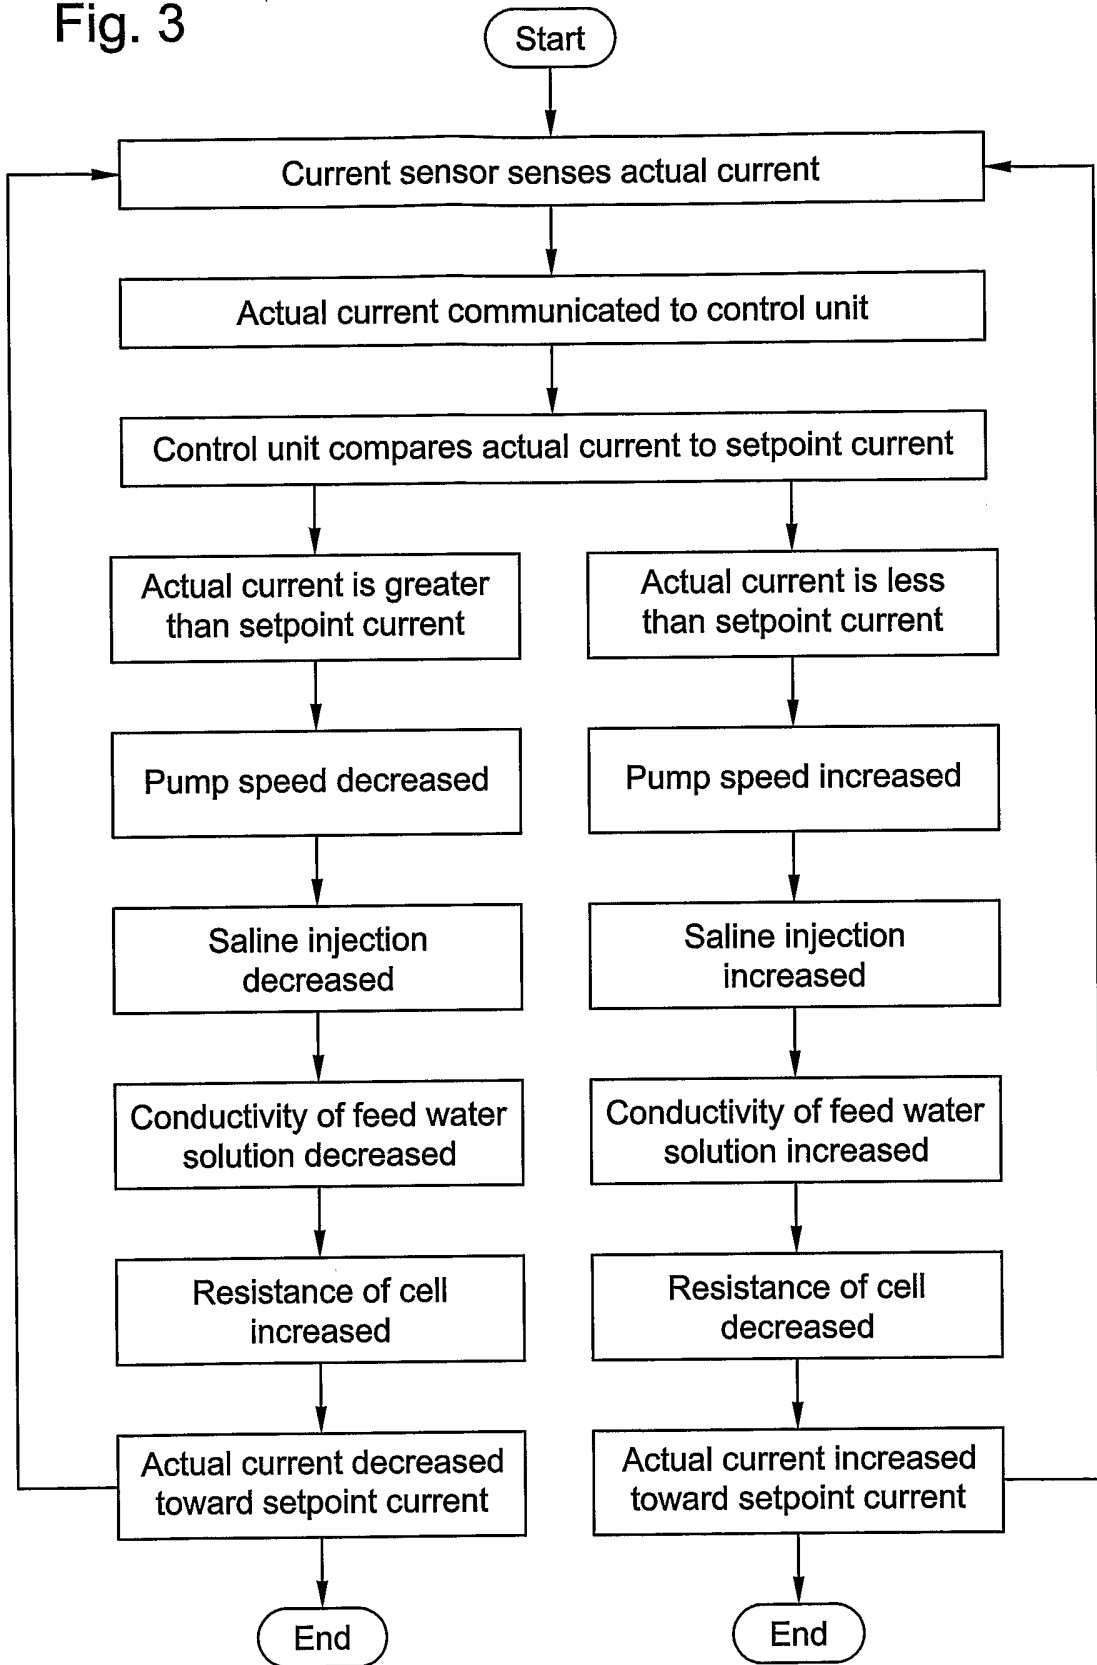 Fig. 3
Start
Current sensor senses actual current
Actual current communicated to control unit
Control unit compares actual current to setpoint current
Actual current is greater
than setpoint current
Pump speed decreased
Saline injection
decreased
Conductivity of feed water
solution decreased
Resistance of cell
increased
Actual current decreased
toward setpoint current
End
Actual current is less
than setpoint current
Pump speed increased
Saline injection
increased
Conductivity of feed water
solution increased
Resistance of cell
decreased
Actual current increased
toward setpoint current
End